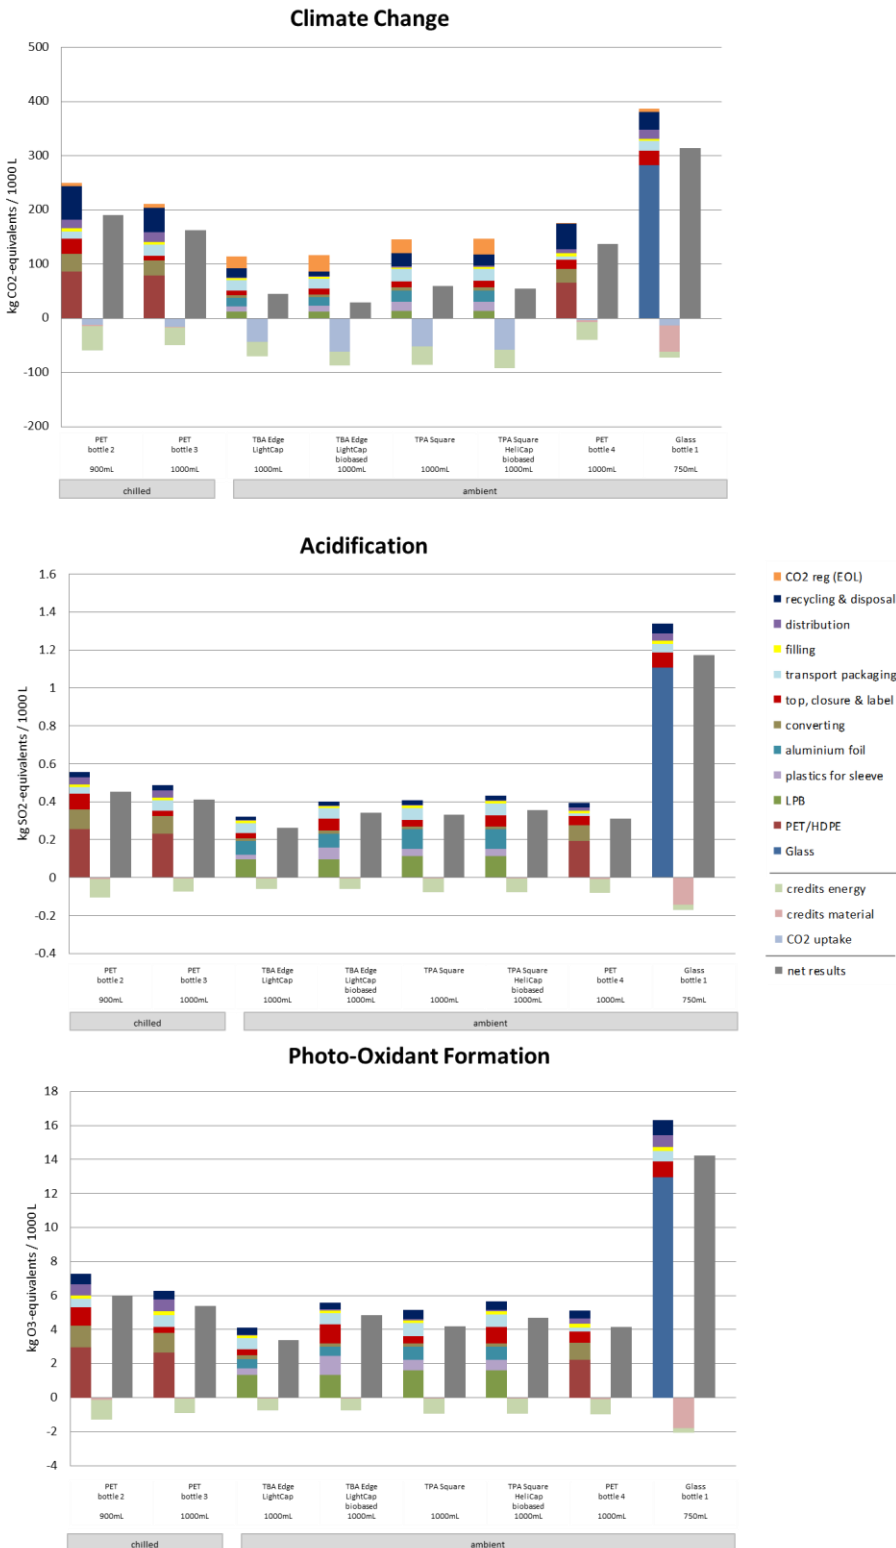 Climate Change
kg CO2-equivalents / 1000 L
500
400
300
200
100
0
-100
-200
PET bottle 2 900mL
PET bottle 3 1000mL
TBA Edge LightCap 1000mL
TBA Edge LightCap biobased 1000mL
TPA Square 1000mL
TPA Square HeliCap biobased 1000mL
PET bottle 4 1000mL
Glass bottle 1 750mL
chilled
ambient
Acidification
kg SO2-equivalents / 1000 L
1.6
1.4
1.2
1
0.8
0.6
0.4
0.2
0
-0.2
-0.4
PET bottle 2 900mL
PET bottle 3 1000mL
TBA Edge LightCap 1000mL
TBA Edge LightCap biobased 1000mL
TPA Square 1000mL
TPA Square HeliCap biobased 1000mL
PET bottle 4 1000mL
Glass bottle 1 750mL
chilled
ambient
CO2 reg (EOL)
recycling & disposal
distribution
filling
transport packaging
top, closure & label
converting
aluminium foil
plastics for sleeve
LPB
PET/HDPE
Glass
credits energy
credits material
CO2 uptake
net results
Photo-Oxidant Formation
kg O3-equivalents / 1000 L
18
16
14
12
10
8
6
4
2
0
-2
-4
PET bottle 2 900mL
PET bottle 3 1000mL
TBA Edge LightCap 1000mL
TBA Edge LightCap biobased 1000mL
TPA Square 1000mL
TPA Square HeliCap biobased 1000mL
PET bottle 4 1000mL
Glass bottle 1 750mL
chilled
ambient